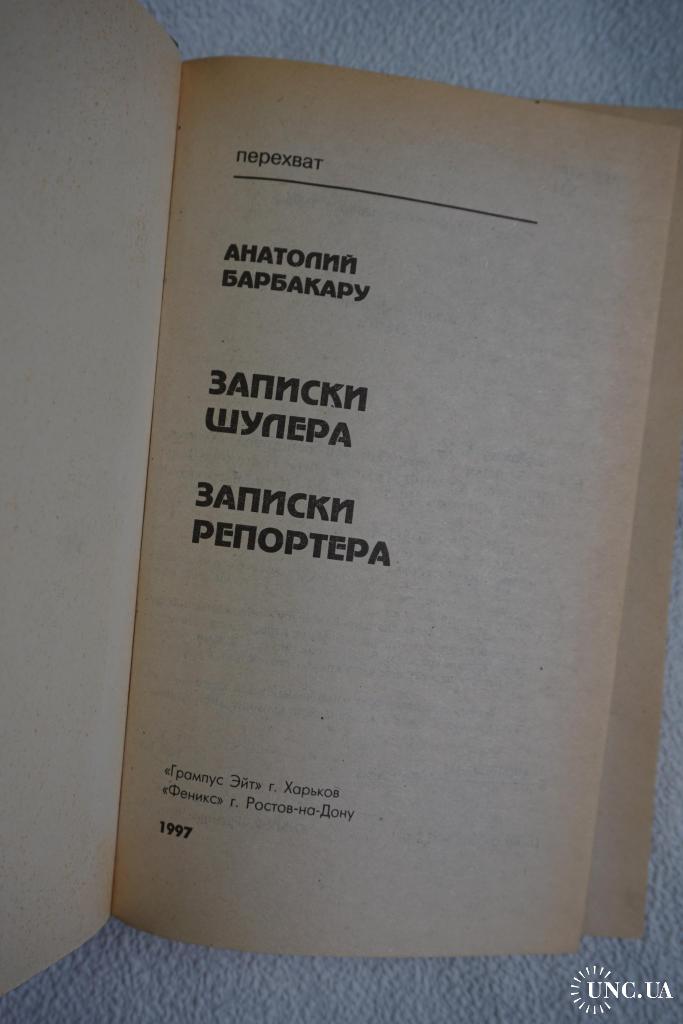 перехват
АНАТОЛИЙ
БАРБАКАРУ
ЗАПИСКИ
ШУЛЕРА
ЗАПИСКИ
РЕПОРТЕРА
«Грампус Эйт» г. Харьков
«Феникс» г. Ростов-на-Дону
1997
UNC.UA